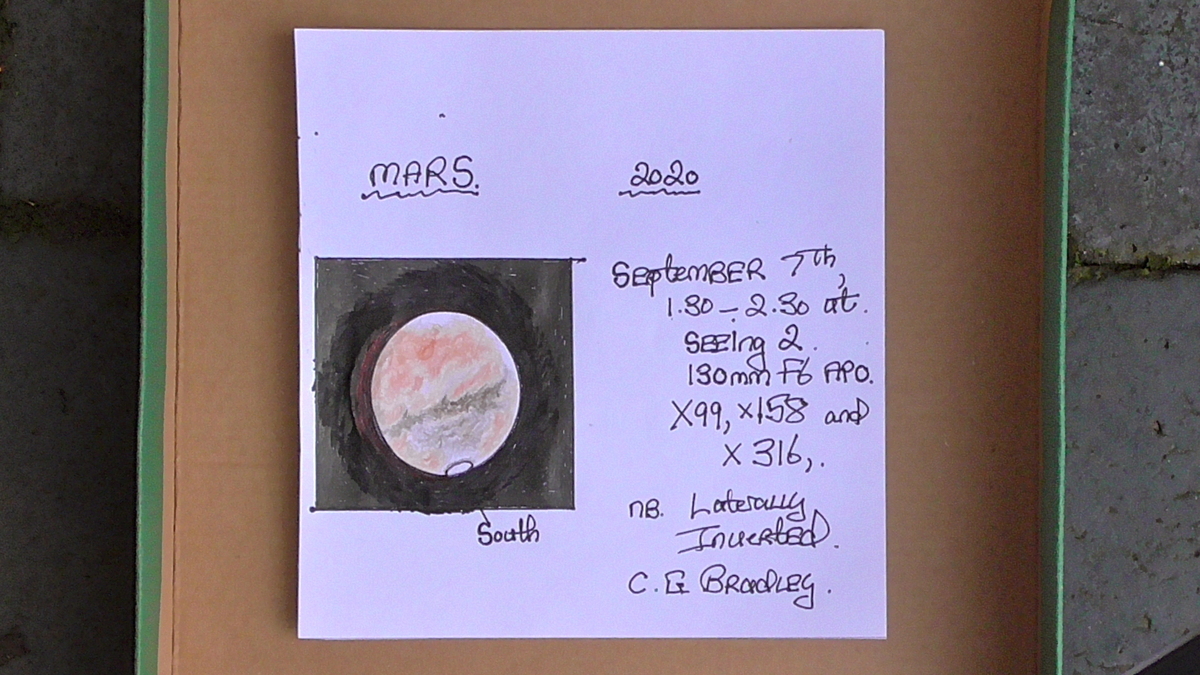 MARS.
2020
SEPtEmBER 7th,
1.30 - 2.30 ut.
SEEIng 2.
130mm F6 APO.
X99, x158 and
X 316,.
nB. Laterally
InvertED.
South
C. E BRADLEy.